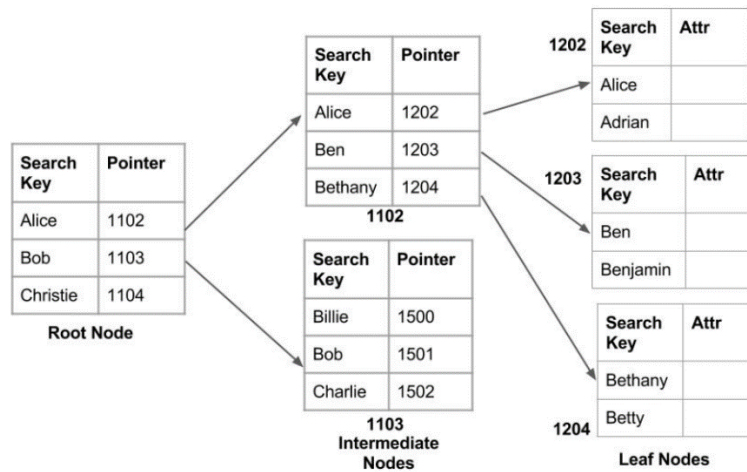 Search Key Pointer
Alice 1102
Bob 1103
Christie 1104
Root Node
Search Key Pointer
Alice 1202
Ben 1203
Bethany 1204
1102
Search Key Pointer
Billie 1500
Bob 1501
Charlie 1502
1103
Intermediate
Nodes
1202
Search Key Attr
Alice
Adrian
1203
Search Key Attr
Ben
Benjamin
Search Key Attr
Bethany
Betty
1204
Leaf Nodes